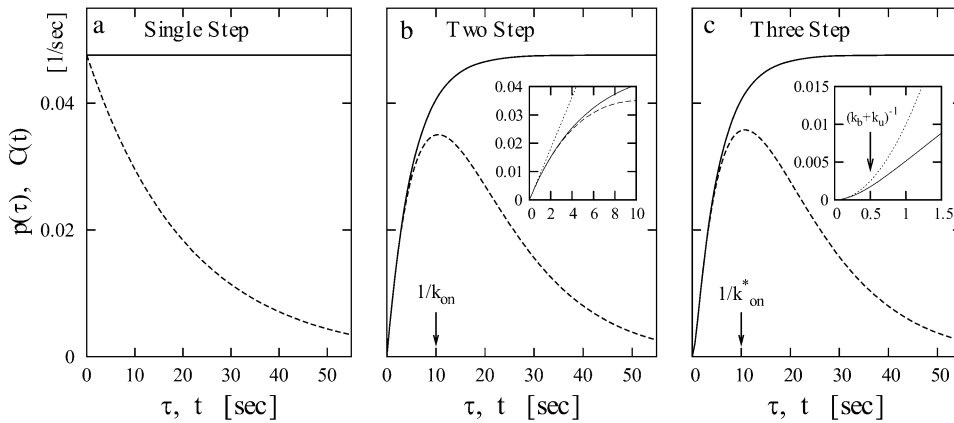 a Single Step
b Two Step
c Three Step
p(τ), C(t) [1/sec]
0.04
0.02
0
0.04
0.03
0.02
0.01
0
0 2 4 6 8 10
0.015
0.010
0.005
0
0 0.5 1 1.5
(k_b+k_u)^-1
1/k_on
1/k*_on
0 10 20 30 40 50
0 10 20 30 40 50
0 10 20 30 40 50
τ, t [sec]
τ, t [sec]
τ, t [sec]